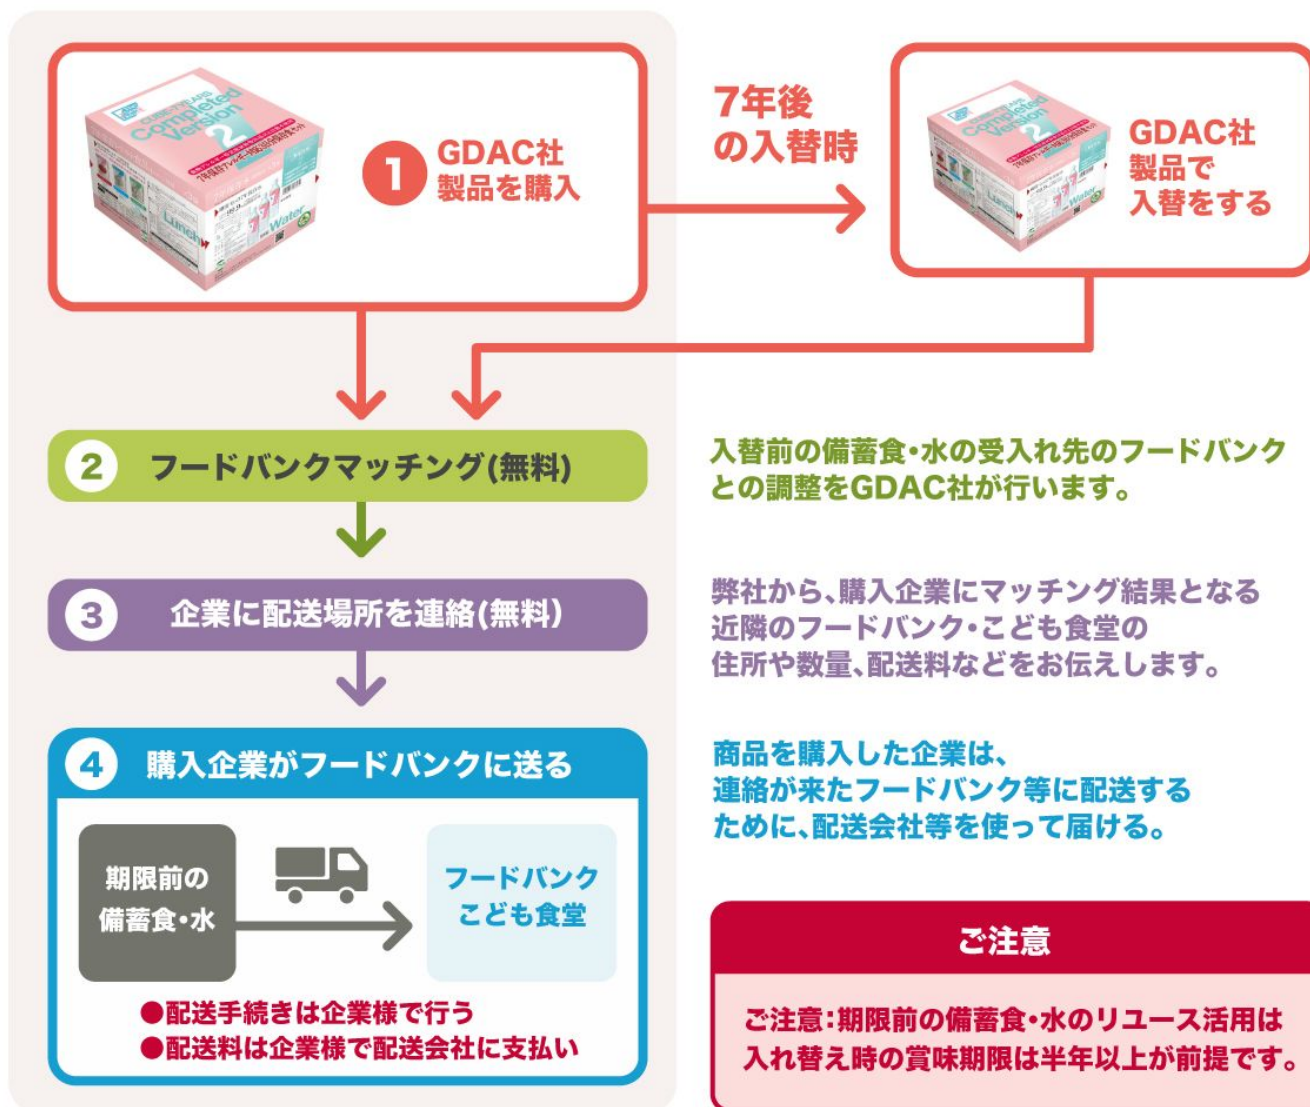 CUBE-7YEARS
Completed
Version
2
Lunch
Water
1
GDAC社
製品を購入
7年後
の入替時
Completed
Version
2
Lunch
Water
GDAC社
製品で
入替をする
2 フードバンクマッチング(無料)
入替前の備蓄食・水の受入れ先のフードバンク
との調整をGDAC社が行います。
3 企業に配送場所を連絡(無料)
弊社から、購入企業にマッチング結果となる
近隣のフードバンク・こども食堂の
住所や数量、配送料などをお伝えします。
4 購入企業がフードバンクに送る
期限前の
備蓄食・水
フードバンク
こども食堂
●配送手続きは企業様で行う
●配送料は企業様で配送会社に支払い
商品を購入した企業は、
連絡が来たフードバンク等に配送する
ために、配送会社等を使って届ける。
ご注意
ご注意:期限前の備蓄食・水のリユース活用は
入れ替え時の賞味期限は半年以上が前提です。